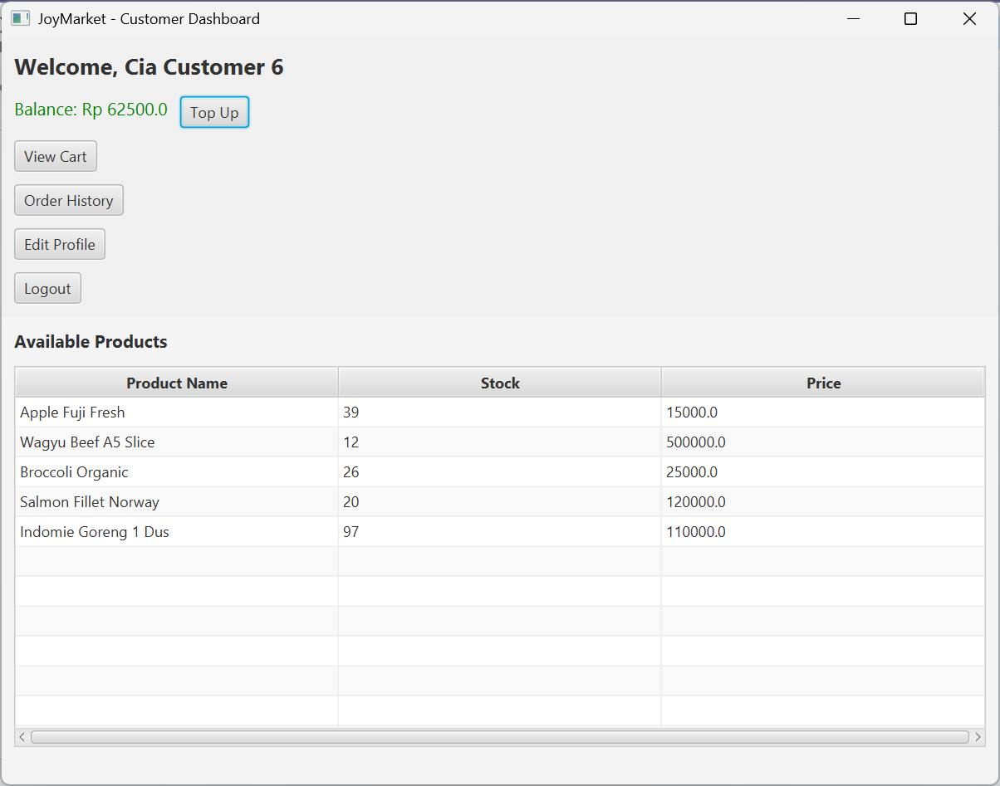 JoyMarket - Customer Dashboard
Welcome, Cia Customer 6
Balance: Rp 62500.0 Top Up
View Cart
Order History
Edit Profile
Logout
Available Products
Product Name Stock Price
Apple Fuji Fresh 39 15000.0
Wagyu Beef A5 Slice 12 500000.0
Broccoli Organic 26 25000.0
Salmon Fillet Norway 20 120000.0
Indomie Goreng 1 Dus 97 110000.0